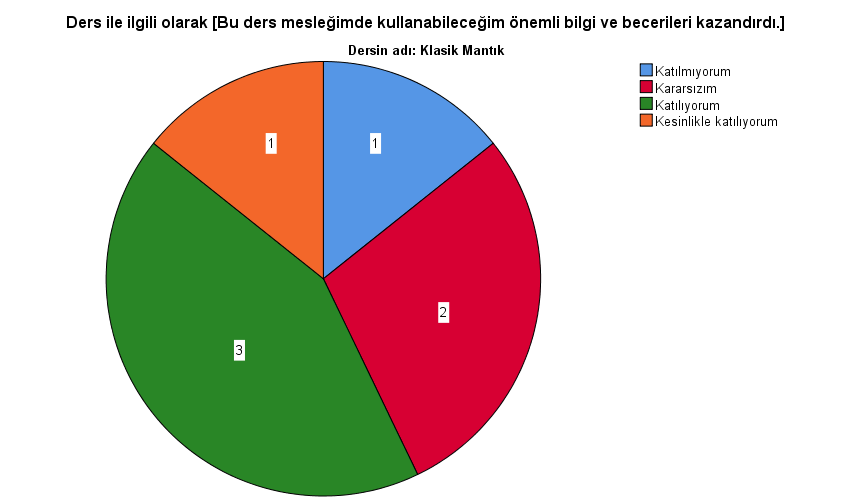 Ders ile ilgili olarak [Bu ders mesleğimde kullanabileceğim önemli bilgi ve becerileri kazandırdı.]
Dersin adı: Klasik Mantık
Katılmıyorum
Kararsızım
Katılıyorum
Kesinlikle katılıyorum
1
1
2
3